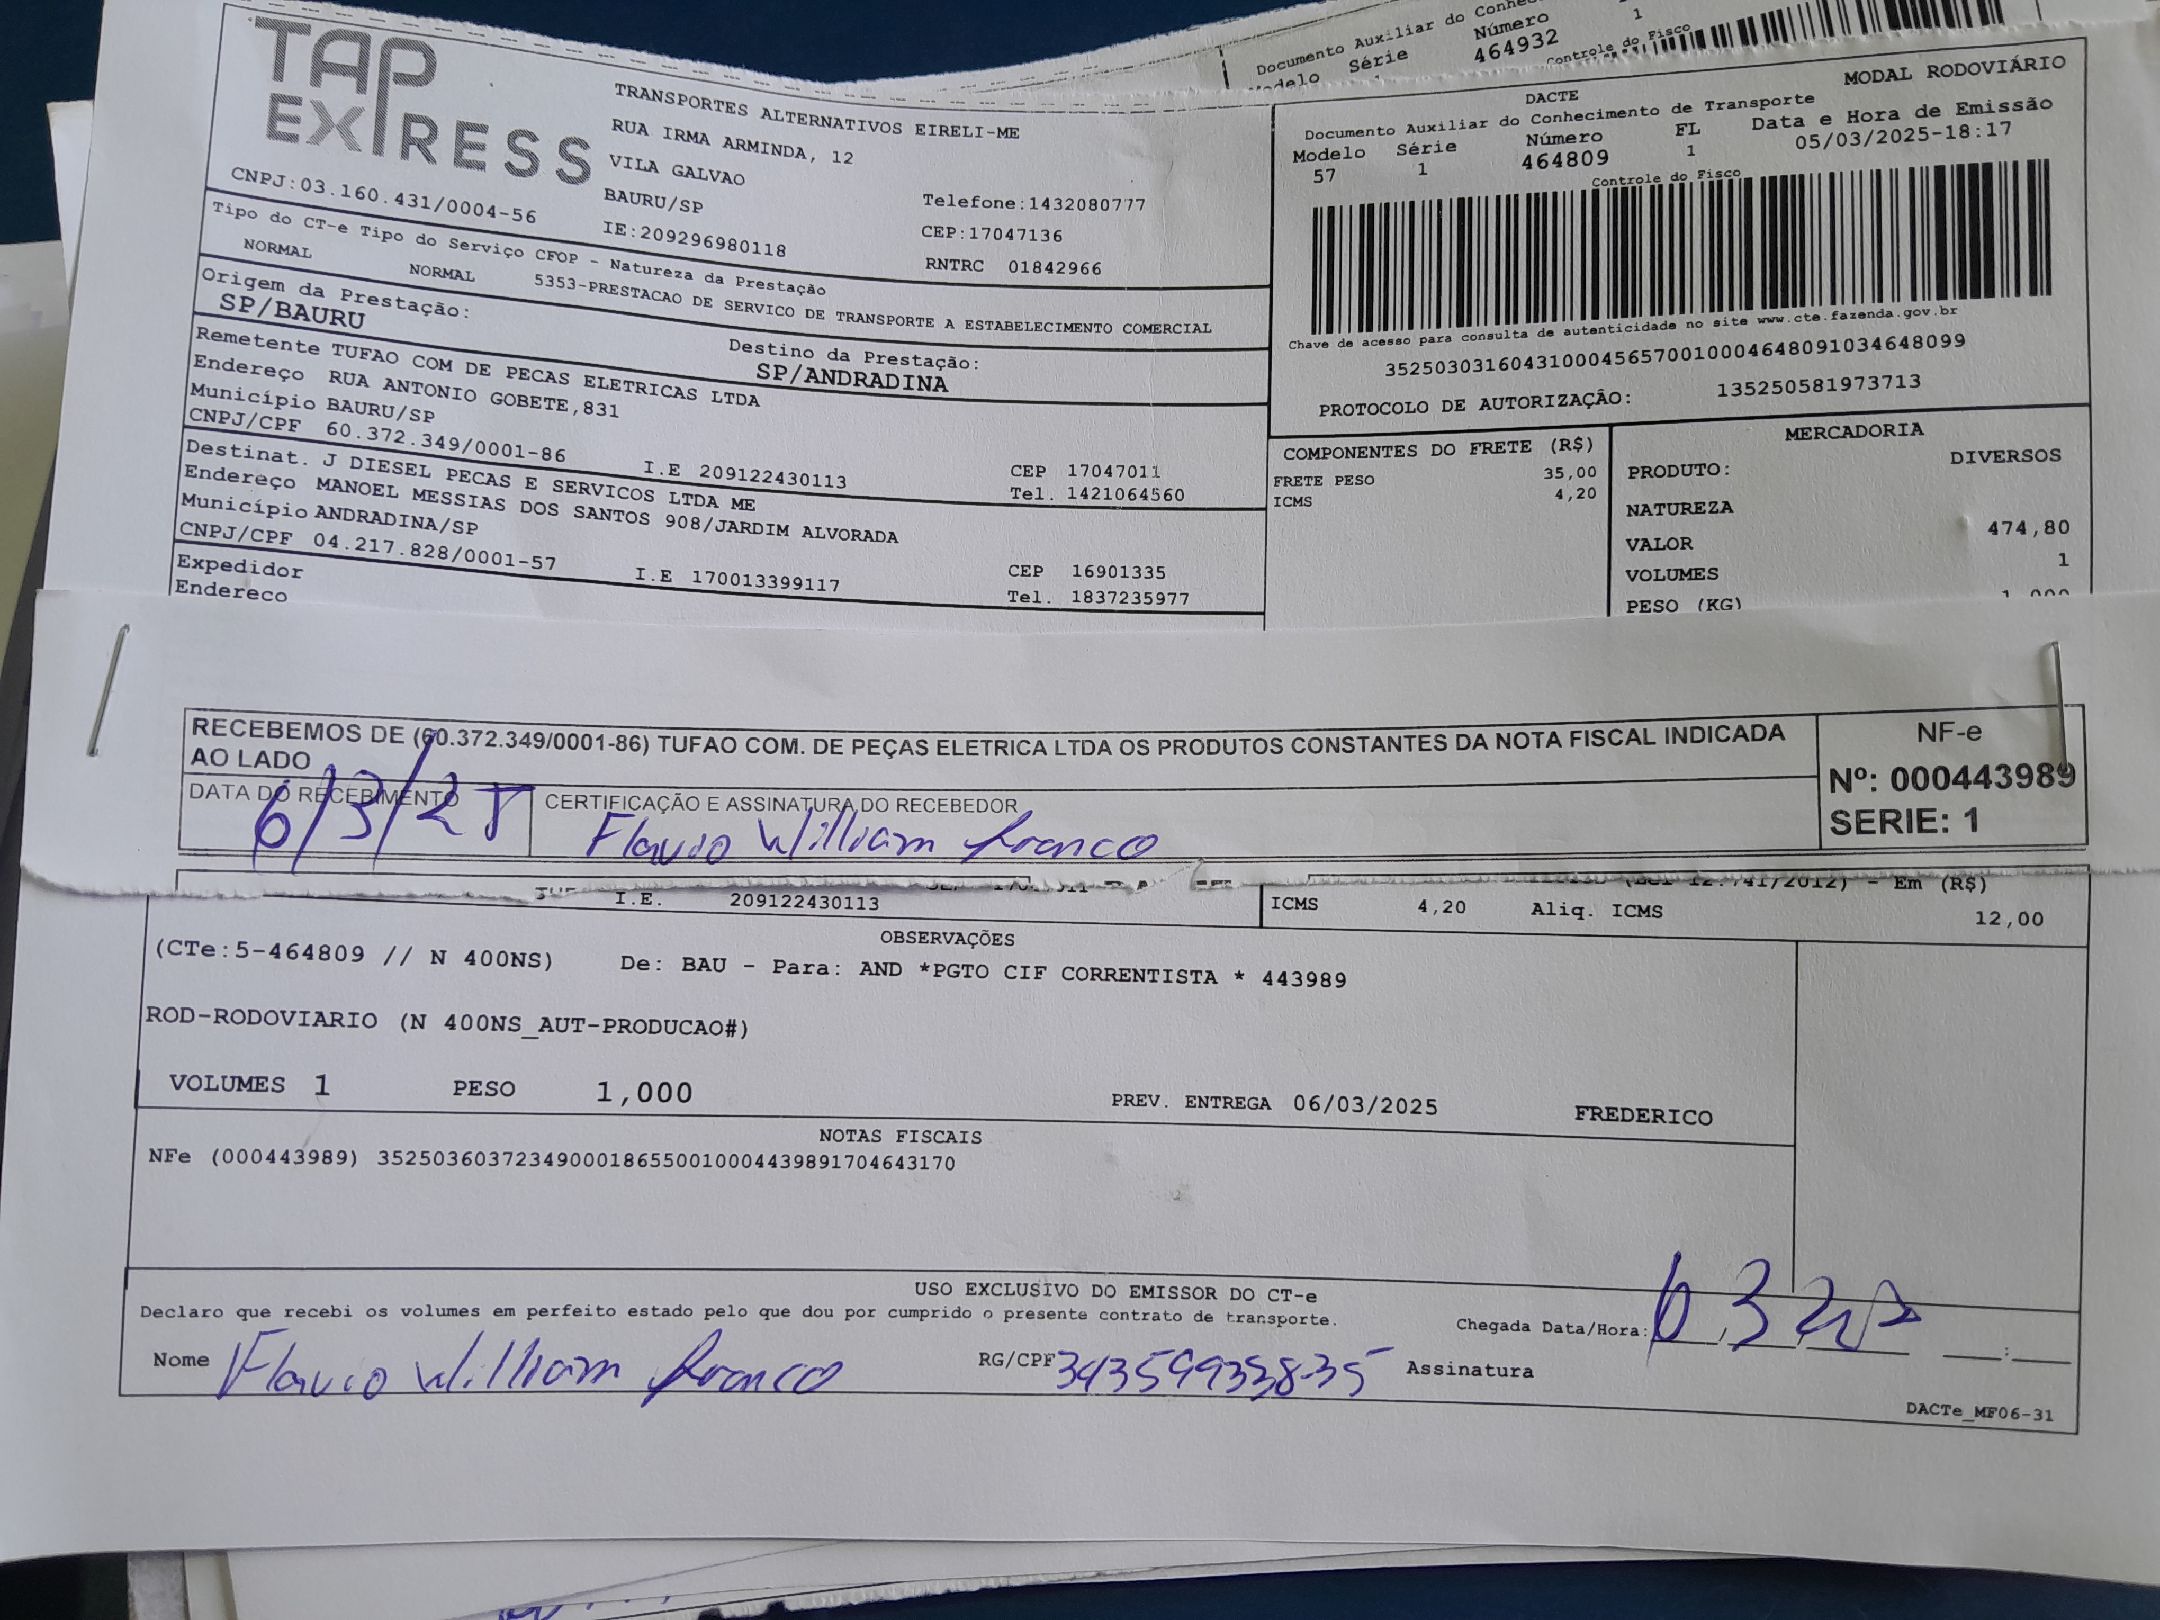 Documento Auxiliar do Conhec
Modelo Série Número 1
464932
Controle do Fisco
TAP
EXPRESS
TRANSPORTES ALTERNATIVOS EIRELI-ME
RUA IRMA ARMINDA, 12
VILA GALVAO
BAURU/SP Telefone:1432080777
CNPJ:03.160.431/0004-56 IE:209296980118 CEP:17047136
RNTRC 01842966
DACTE MODAL RODOVIÁRIO
Documento Auxiliar do Conhecimento de Transporte
Modelo Série Número FL Data e Hora de Emissão
57 1 464809 1 05/03/2025-18:17
Controle do Fisco
Chave de acesso para consulta de autenticidade no site www.cte.fazenda.gov.br
35250303160431000456570010004648091034648099
PROTOCOLO DE AUTORIZAÇÃO: 135250581973713
Tipo do CT-e Tipo do Serviço CFOP - Natureza da Prestação
NORMAL NORMAL 5353-PRESTACAO DE SERVICO DE TRANSPORTE A ESTABELECIMENTO COMERCIAL
Origem da Prestação: Destino da Prestação:
SP/BAURU SP/ANDRADINA
Remetente TUFAO COM DE PECAS ELETRICAS LTDA
Endereço RUA ANTONIO GOBETE,831
Município BAURU/SP CEP 17047011
CNPJ/CPF 60.372.349/0001-86 I.E 209122430113 Tel. 1421064560
Destinat. J DIESEL PECAS E SERVICOS LTDA ME
Endereço MANOEL MESSIAS DOS SANTOS 908/JARDIM ALVORADA
Município ANDRADINA/SP CEP 16901335
CNPJ/CPF 04.217.828/0001-57 I.E 170013399117 Tel. 1837235977
Expedidor
Endereco
COMPONENTES DO FRETE (R$)
FRETE PESO 35,00
ICMS 4,20
MERCADORIA
PRODUTO: DIVERSOS
NATUREZA
VALOR 474,80
VOLUMES 1
PESO (KG) 1,000
RECEBEMOS DE (60.372.349/0001-86) TUFAO COM. DE PEÇAS ELETRICA LTDA OS PRODUTOS CONSTANTES DA NOTA FISCAL INDICADA
AO LADO
NF-e
Nº: 000443989
SERIE: 1
DATA DO RECEBIMENTO CERTIFICAÇÃO E ASSINATURA DO RECEBEDOR
6/3/25 Flavio William Franco
I.E. 209122430113
12.741/2012) - Em (R$)
ICMS 4,20 Aliq. ICMS 12,00
OBSERVAÇÕES
(CTe:5-464809 // N 400NS) De: BAU - Para: AND *PGTO CIF CORRENTISTA * 443989
ROD-RODOVIARIO (N 400NS_AUT-PRODUCAO#)
VOLUMES 1 PESO 1,000 PREV. ENTREGA 06/03/2025 FREDERICO
NOTAS FISCAIS
NFe (000443989) 35250360372349000186550010004439891704643170
USO EXCLUSIVO DO EMISSOR DO CT-e
Declaro que recebi os volumes em perfeito estado pelo que dou por cumprido o presente contrato de transporte. Chegada Data/Hora: 6 3
Nome Flavio William Franco RG/CPF 343599338-35 Assinatura
DACTe_MF06-31